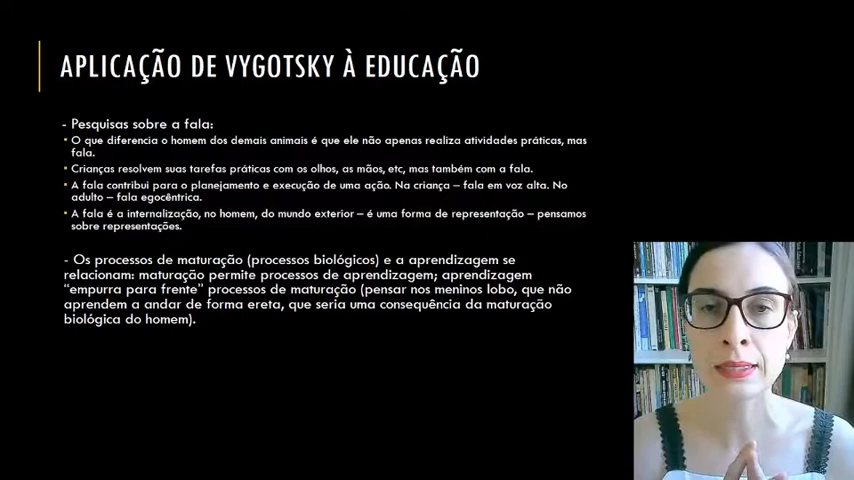 APLICAÇÃO DE VYGOTSKY À EDUCAÇÃO
- Pesquisas sobre a fala:
• O que diferencia o homem dos demais animais é que ele não apenas realiza atividades práticas, mas
fala.
• Crianças resolvem suas tarefas práticas com os olhos, as mãos, etc, mas também com a fala.
• A fala contribui para o planejamento e execução de uma ação. Na criança – fala em voz alta. No
adulto – fala egocêntrica.
• A fala é a internalização, no homem, do mundo exterior – é uma forma de representação – pensamos
sobre representações.
- Os processos de maturação (processos biológicos) e a aprendizagem se
relacionam: maturação permite processos de aprendizagem; aprendizagem
“empurra para frente” processos de maturação (pensar nos meninos lobo, que não
aprendem a andar de forma ereta, que seria uma consequência da maturação
biológica do homem).